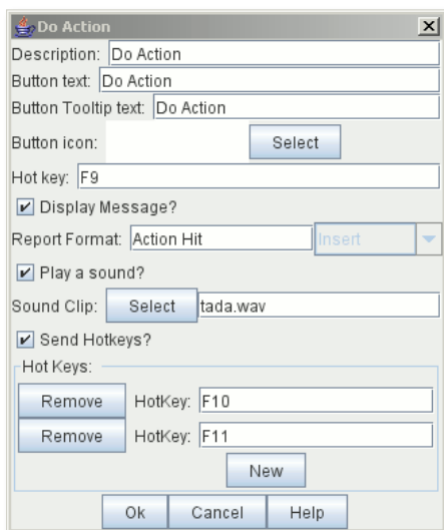 Do Action
Description: Do Action
Button text: Do Action
Button Tooltip text: Do Action
Button icon: Select
Hot key: F9
Display Message?
Report Format: Action Hit Insert
Play a sound?
Sound Clip: Select tada.wav
Send Hotkeys?
Hot Keys:
Remove HotKey: F10
Remove HotKey: F11
New
Ok Cancel Help